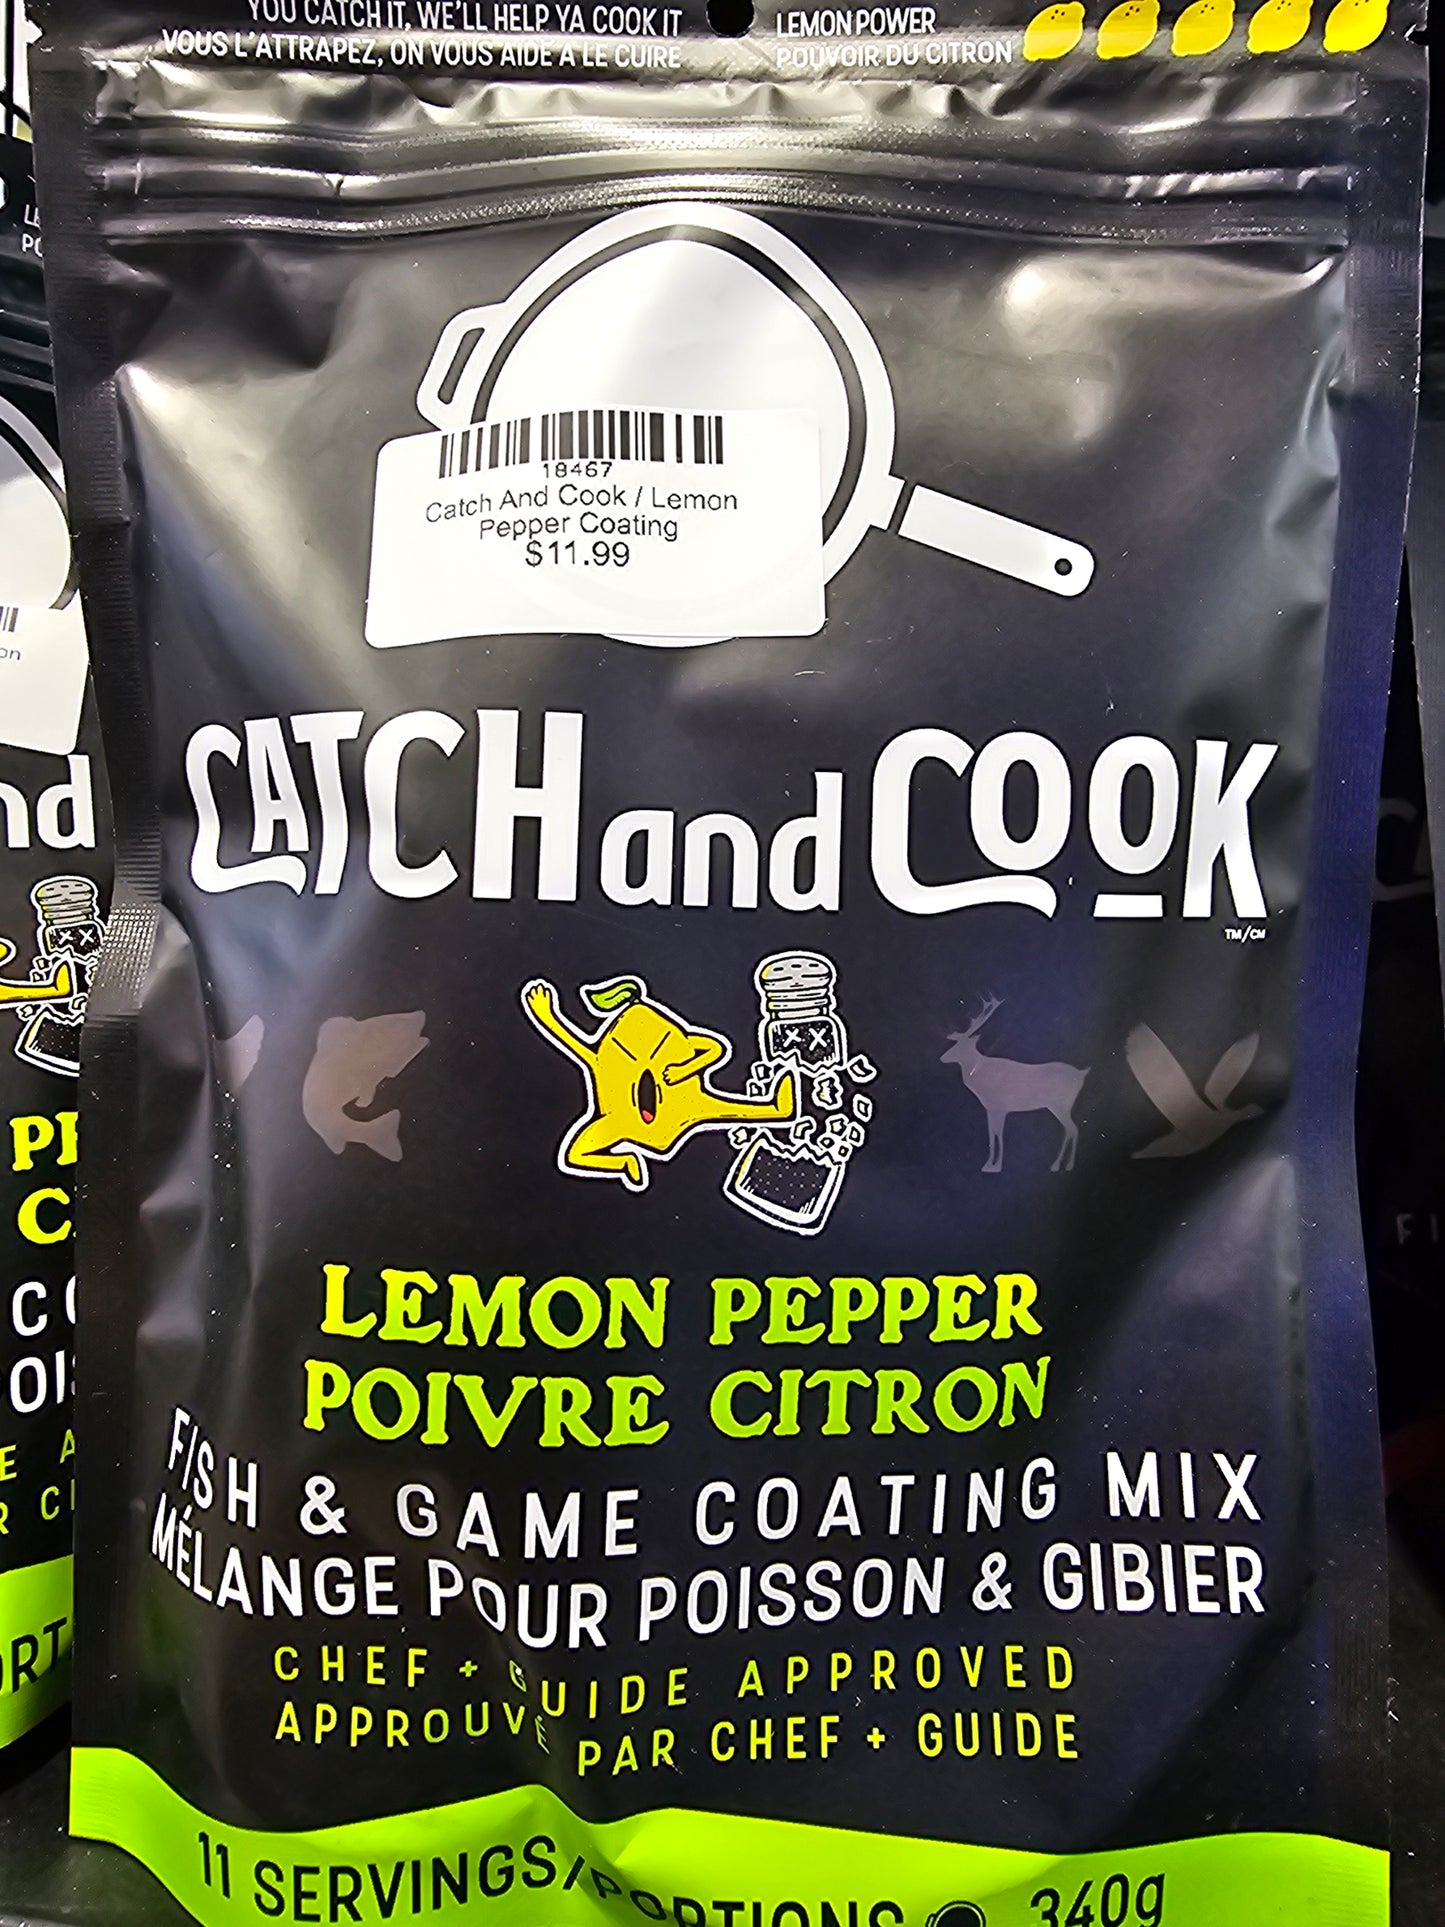 YOU CATCH IT, WE'LL HELP YA COOK IT
VOUS L'ATTRAPEZ, ON VOUS AIDE A LE CUIRE
LEMON POWER
POUVOIR DU CITRON
18467
Catch And Cook / Lemon
Pepper Coating
$11.99
CATCH and COOK
TM/CM
LEMON PEPPER
POIVRE CITRON
FISH & GAME COATING MIX
MÉLANGE POUR POISSON & GIBIER
CHEF + GUIDE APPROVED
APPROUVÉ PAR CHEF + GUIDE
11 SERVINGS/PORTIONS 340g